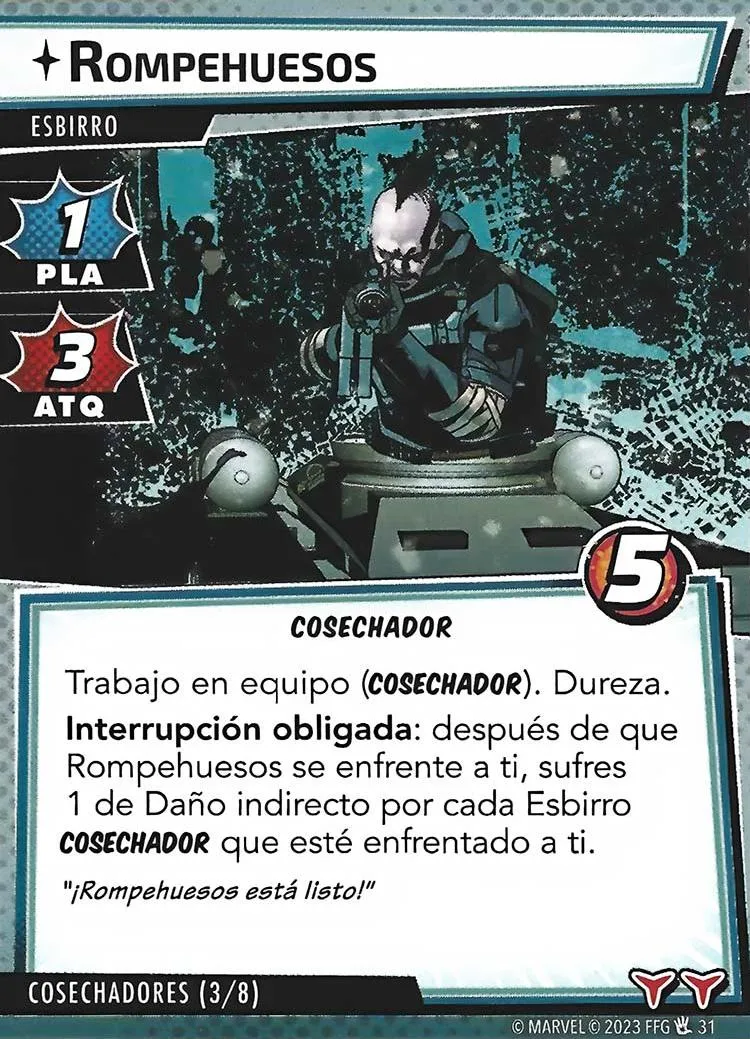 ROMPEHUESOS
ESBIRRO
1
PLA
3
ATQ
5
COSECHADOR
Trabajo en equipo (COSECHADOR). Dureza.
Interrupción obligada: después de que
Rompehuesos se enfrente a ti, sufres
1 de Daño indirecto por cada Esbirro
COSECHADOR que esté enfrentado a ti.
"¡Rompehuesos está listo!"
COSECHADORES (3/8)
© MARVEL © 2023 FFG 31